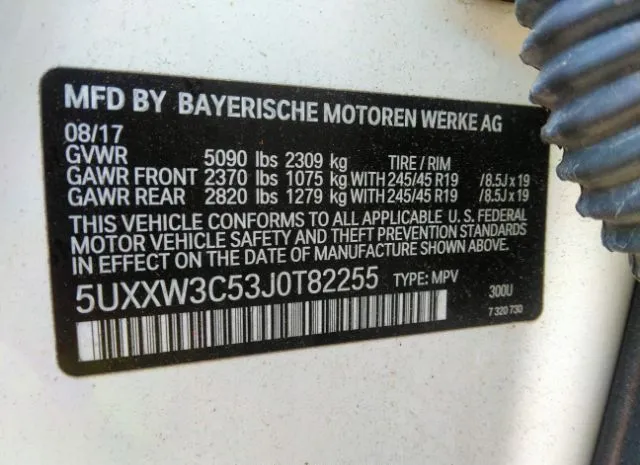 MFD BY BAYERISCHE MOTOREN WERKE AG
08/17
GVWR 5090 lbs 2309 kg TIRE / RIM
GAWR FRONT 2370 lbs 1075 kg WITH 245/45 R19 /8.5J x 19
GAWR REAR 2820 lbs 1279 kg WITH 245/45 R19 /8.5J x 19
THIS VEHICLE CONFORMS TO ALL APPLICABLE U. S. FEDERAL
MOTOR VEHICLE SAFETY AND THEFT PREVENTION STANDARDS
IN EFFECT ON THE DATE OF MANUFACTURE SHOWN ABOVE.
5UXXW3C53J0T82255 TYPE: MPV 300U
7 320 730